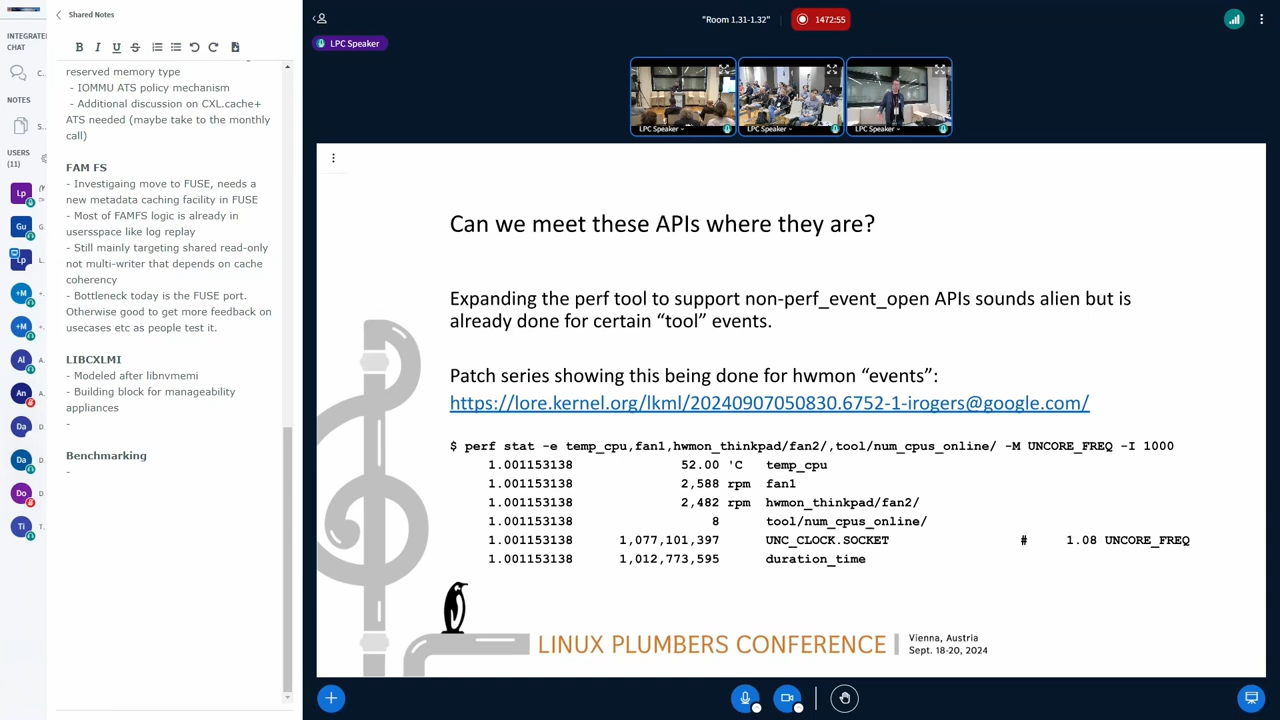 Shared Notes
INTEGRATE
CHAT
C..
NOTES
S..
USERS
(11)
Lp
Gu
Lp
L..
+M
+M
Al
An
Da
Da
Do
Ti
B I U S
reserved memory type
- IOMMU ATS policy mechanism
- Additional discussion on CXL.cache+
ATS needed (maybe take to the monthly
call)
FAM FS
- Investigaing move to FUSE, needs a
new metadata caching facility in FUSE
- Most of FAMFS logic is already in
usersspace like log replay
- Still mainly targeting shared read-only
not multi-writer that depends on cache
coherency
- Bottleneck today is the FUSE port.
Otherwise good to get more feedback on
usecases etc as people test it.
LIBCXLMI
- Modeled after libnvmemi
- Building block for manageability
appliances
-
Benchmarking
-
"Room 1.31-1.32"
1472:55
LPC Speaker
LPC Speaker
LPC Speaker
LPC Speaker
Can we meet these APIs where they are?
Expanding the perf tool to support non-perf_event_open APIs sounds alien but is
already done for certain “tool” events.
Patch series showing this being done for hwmon “events”:
https://lore.kernel.org/lkml/20240907050830.6752-1-irogers@google.com/
$ perf stat -e temp_cpu,fan1,hwmon_thinkpad/fan2/,tool/num_cpus_online/ -M UNCORE_FREQ -I 1000
1.001153138 52.00 'C temp_cpu
1.001153138 2,588 rpm fan1
1.001153138 2,482 rpm hwmon_thinkpad/fan2/
1.001153138 8 tool/num_cpus_online/
1.001153138 1,077,101,397 UNC_CLOCK.SOCKET # 1.08 UNCORE_FREQ
1.001153138 1,012,773,595 duration_time
LINUX PLUMBERS CONFERENCE
Vienna, Austria
Sept. 18-20, 2024